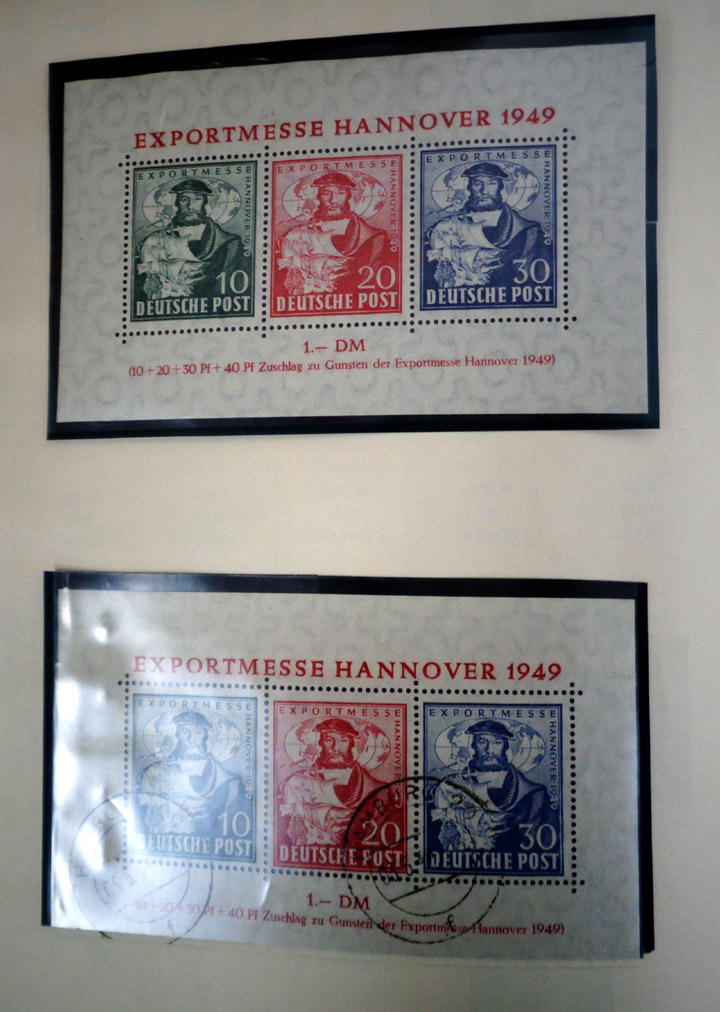 EXPORTMESSE HANNOVER 1949
EXPORTMESSE
HANNOVER 1949
10
DEUTSCHE POST
EXPORTMESSE
HANNOVER 1949
20
DEUTSCHE POST
EXPORTMESSE
HANNOVER 1949
30
DEUTSCHE POST
1.— DM
(10+20+30 Pf+40 Pf Zuschlag zu Gunsten der Exportmesse Hannover 1949)
EXPORTMESSE HANNOVER 1949
EXPORTMESSE
HANNOVER 1949
10
DEUTSCHE POST
EXPORTMESSE
HANNOVER 1949
20
DEUTSCHE POST
EXPORTMESSE
HANNOVER 1949
30
DEUTSCHE POST
HAMBURG
1.— DM
10+20+30 Pf+40 Pf Zuschlag zu Gunsten der Exportmesse Hannover 1949)